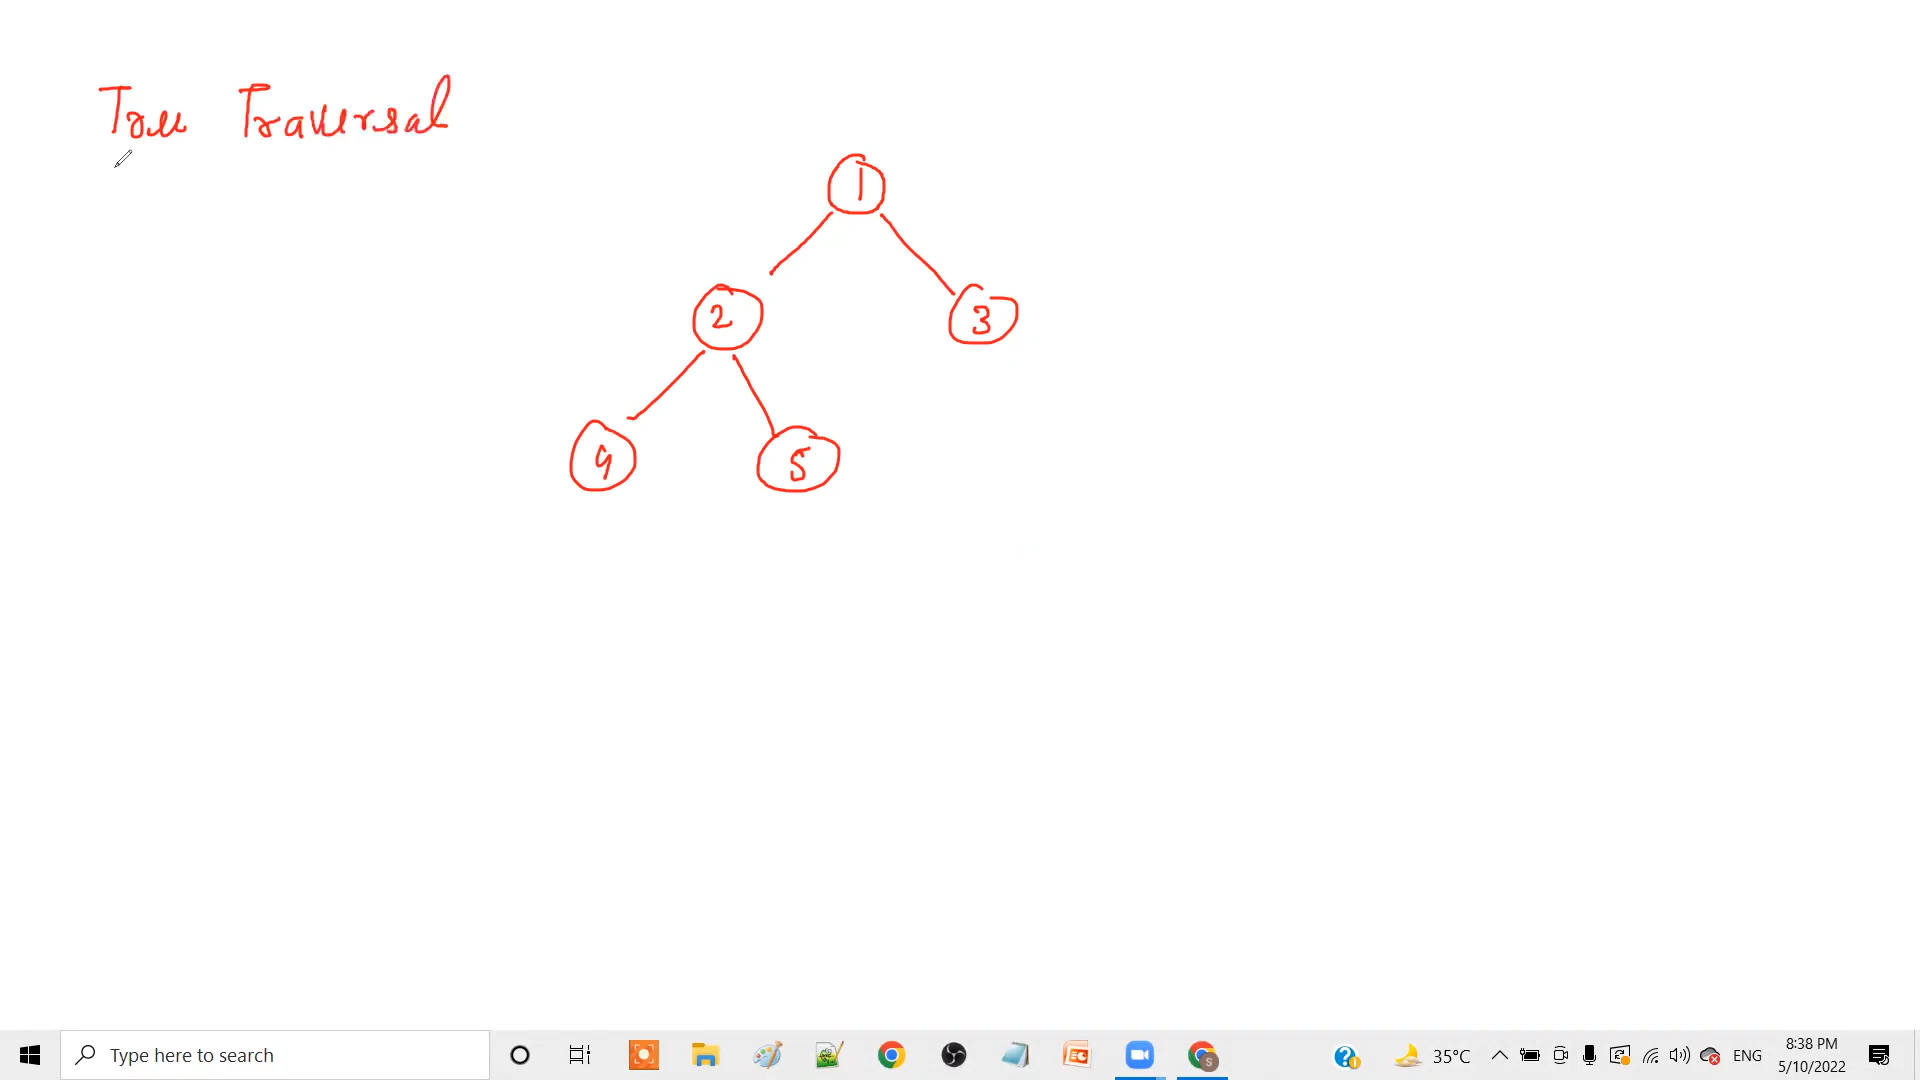 Tree Traversal
1
2
3
4
5
Type here to search
35°C
ENG
8:38 PM
5/10/2022